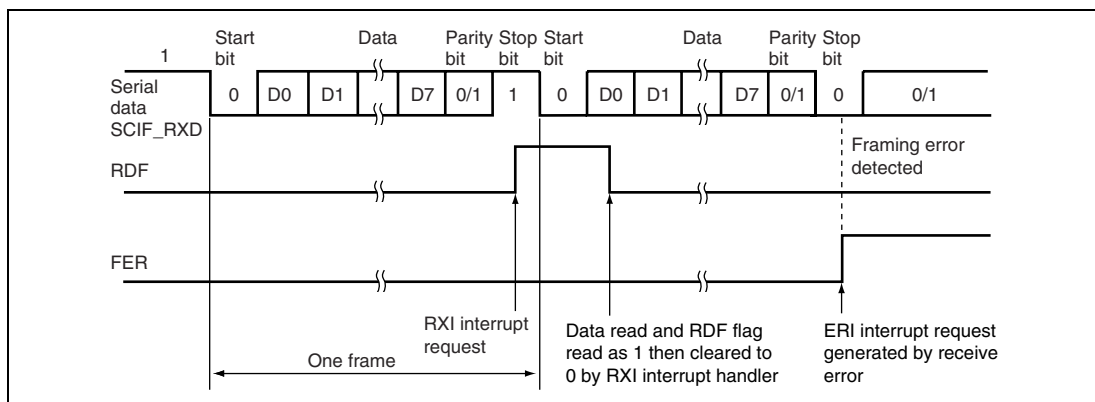 Start bit Data Parity bit Stop bit Start bit Data Parity bit Stop bit
1
Serial data SCIF_RXD
0 D0 D1 D7 0/1 1 0 D0 D1 D7 0/1 0 0/1
Framing error
detected
RDF
FER
RXI interrupt
request
Data read and RDF flag
read as 1 then cleared to
0 by RXI interrupt handler
ERI interrupt request
generated by receive
error
One frame